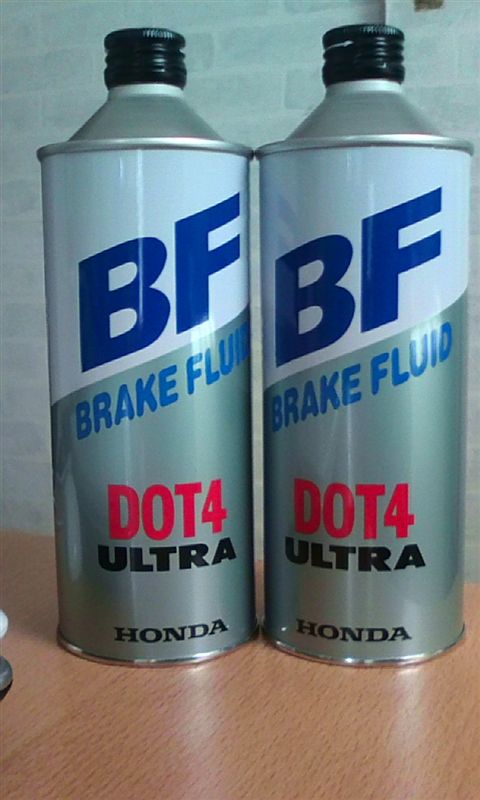 BF
BRAKE FLUID
DOT4
ULTRA
HONDA
BF
BRAKE FLUID
DOT4
ULTRA
HONDA